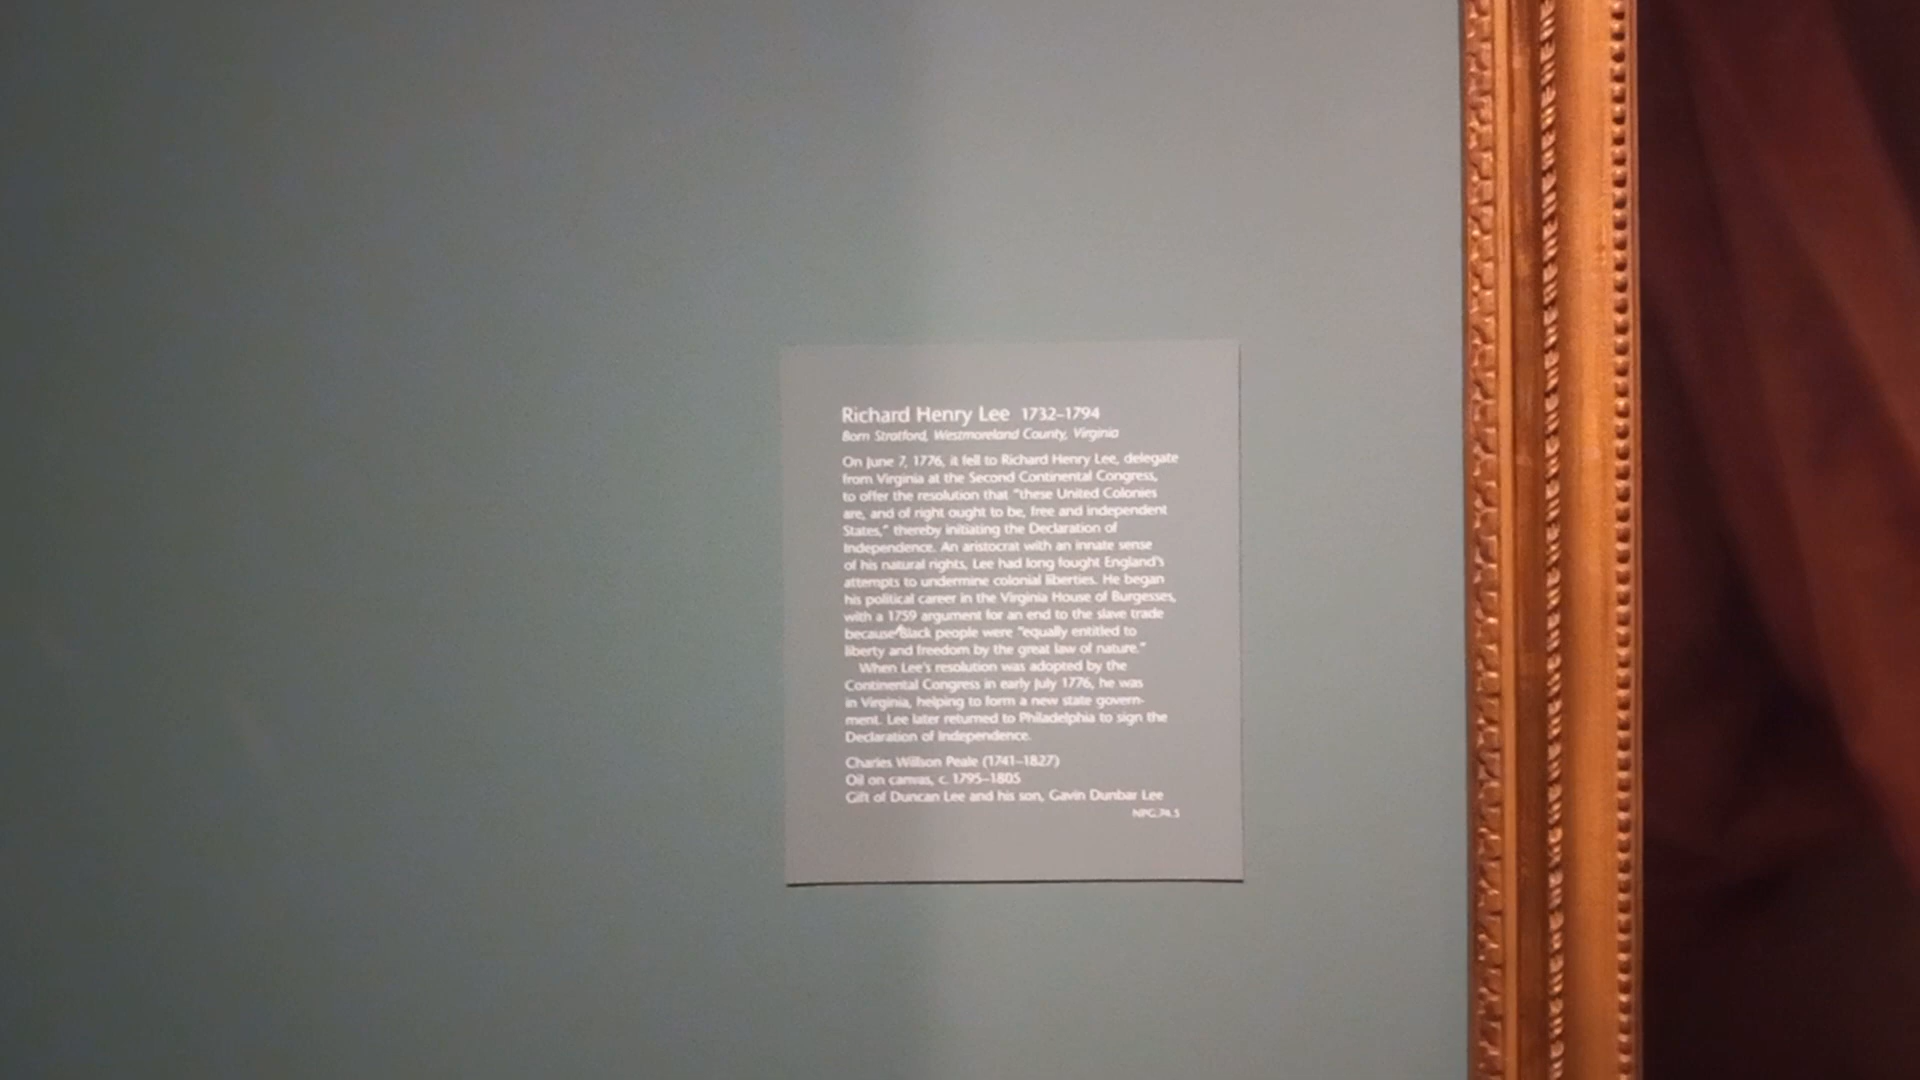 Richard Henry Lee 1732–1794
Born Stratford, Westmoreland County, Virginia
On June 7, 1776, it fell to Richard Henry Lee, delegate
from Virginia at the Second Continental Congress,
to offer the resolution that "these United Colonies
are, and of right ought to be, free and independent
States," thereby initiating the Declaration of
Independence. An aristocrat with an innate sense
of his natural rights, Lee had long fought England's
attempts to undermine colonial liberties. He began
his political career in the Virginia House of Burgesses,
with a 1759 argument for an end to the slave trade
because Black people were "equally entitled to
liberty and freedom by the great law of nature."
When Lee's resolution was adopted by the
Continental Congress in early July 1776, he was
in Virginia, helping to form a new state govern-
ment. Lee later returned to Philadelphia to sign the
Declaration of Independence.
Charles Willson Peale (1741–1827)
Oil on canvas, c. 1795–1805
Gift of Duncan Lee and his son, Gavin Dunbar Lee
NPG.74.5